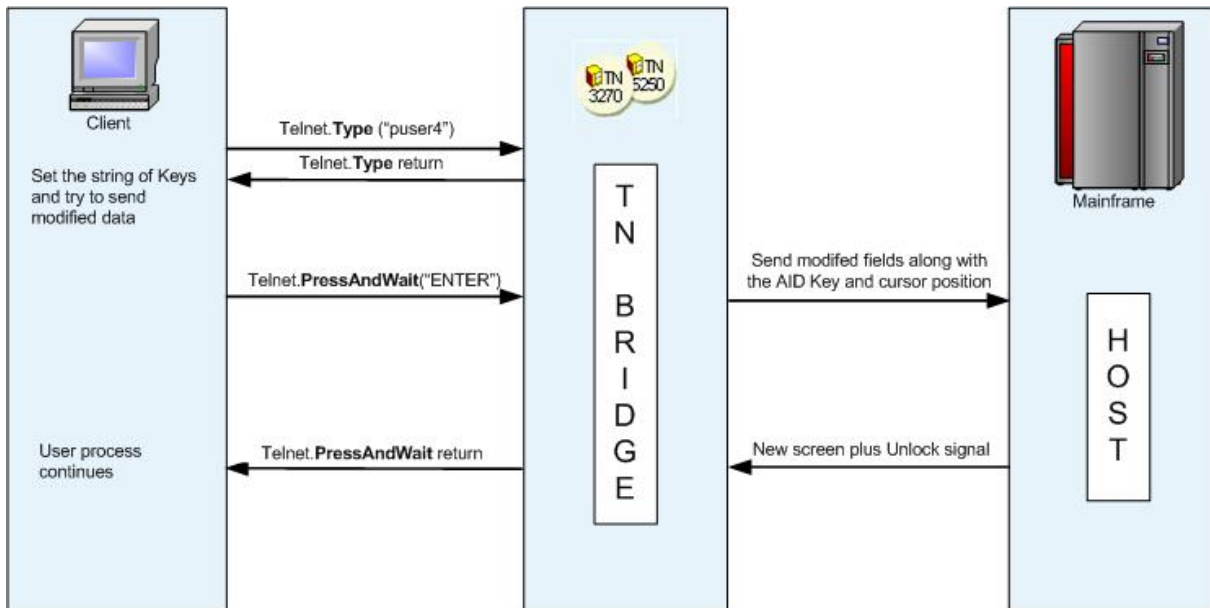 Client
TN
3270
TN
5250
Mainframe
Telnet.Type (“puser4”)
Telnet.Type return
Set the string of Keys
and try to send
modified data
Telnet.PressAndWait(“ENTER”)
Send modifed fields along with
the AID Key and cursor position
T
N
B
R
I
D
G
E
H
O
S
T
User process
continues
Telnet.PressAndWait return
New screen plus Unlock signal